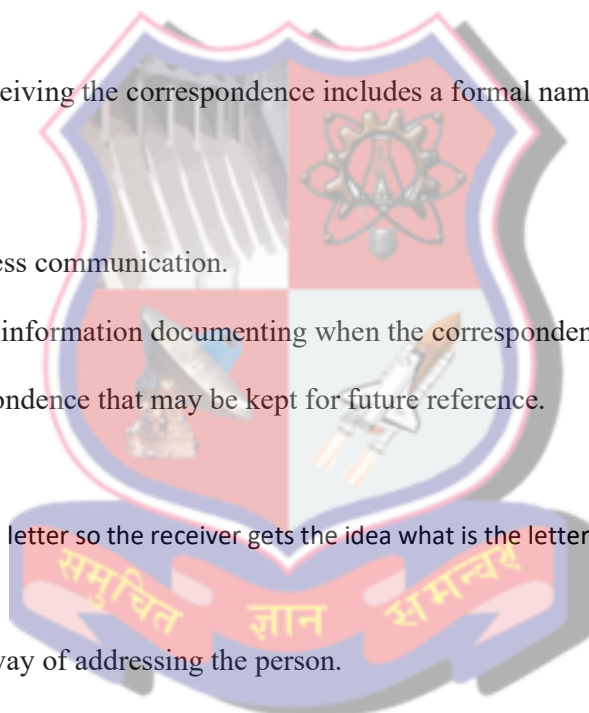 eiving the correspondence includes a formal nam
ess communication.
information documenting when the corresponden
ondence that may be kept for future reference.
letter so the receiver gets the idea what is the letter
समुचित ज्ञान समन्वय
way of addressing the person.